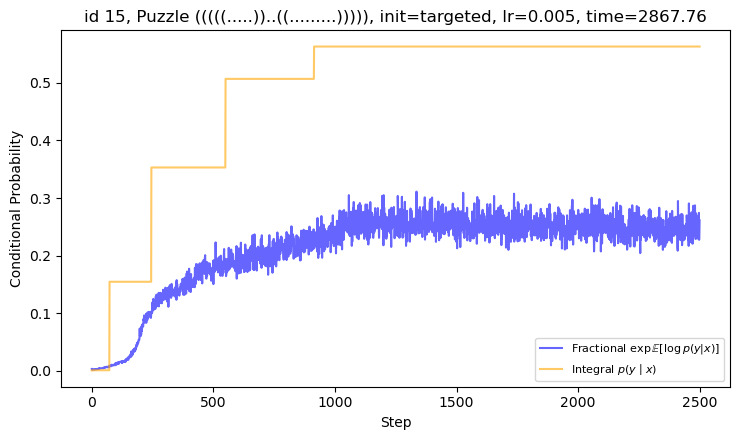 id 15, Puzzle (((((.....))..((.........))))), init=targeted, lr=0.005, time=2867.76
Conditional Probability
0.5
0.4
0.3
0.2
0.1
0.0
Fractional exp 𝔼[log p(y|x)]
Integral p(y | x)
0 500 1000 1500 2000 2500
Step